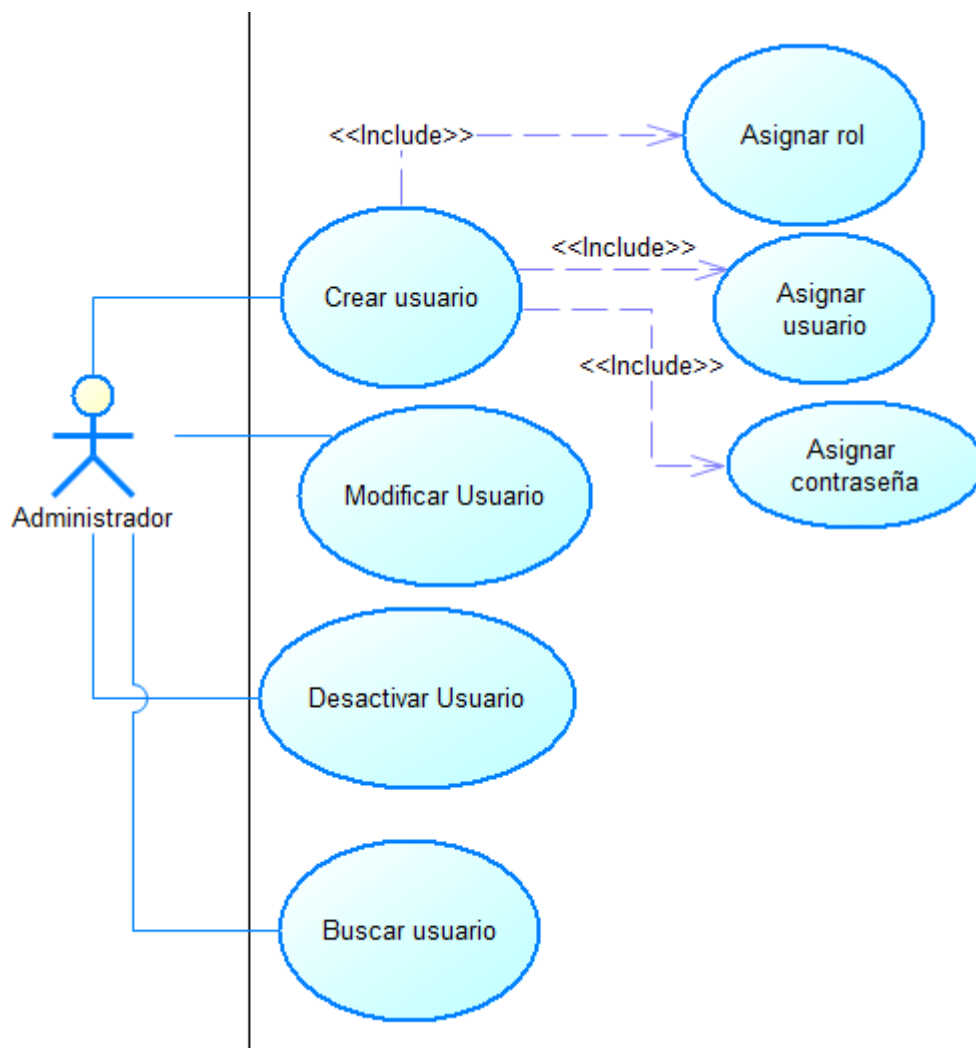 <<Include>>
Asignar rol
<<Include>>
Crear usuario
Asignar
usuario
<<Include>>
Asignar
contraseña
Modificar Usuario
Administrador
Desactivar Usuario
Buscar usuario